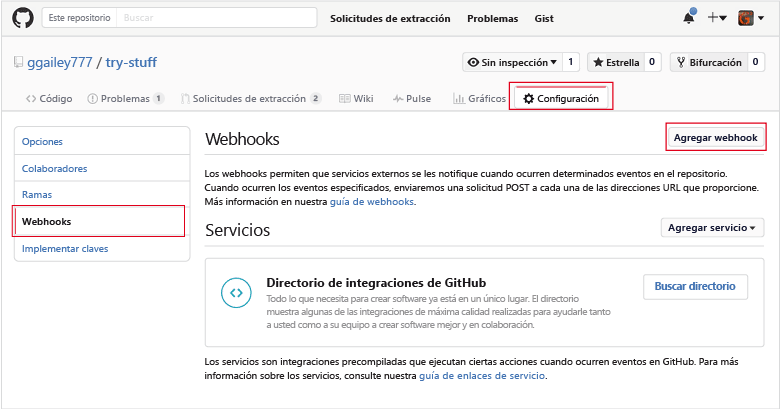 Este repositorio Buscar Solicitudes de extracción Problemas Gist
ggailey777 / try-stuff
Sin inspección 1 Estrella 0 Bifurcación 0
Código Problemas 1 Solicitudes de extracción 2 Wiki Pulse Gráficos Configuración
Opciones
Colaboradores
Ramas
Webhooks
Implementar claves
Webhooks
Agregar webhook
Los webhooks permiten que servicios externos se les notifique cuando ocurren determinados eventos en el repositorio.
Cuando ocurren los eventos especificados, enviaremos una solicitud POST a cada una de las direcciones URL que proporcione.
Más información en nuestra guía de webhooks.
Servicios
Agregar servicio
Directorio de integraciones de GitHub
Todo lo que necesita para crear software ya está en un único lugar. El directorio
muestra algunas de las integraciones de máxima calidad realizadas para ayudarle tanto
a usted como a su equipo a crear software mejor y en colaboración.
Buscar directorio
Los servicios son integraciones precompiladas que ejecutan ciertas acciones cuando ocurren eventos en GitHub. Para más
información sobre los servicios, consulte nuestra guía de enlaces de servicio.